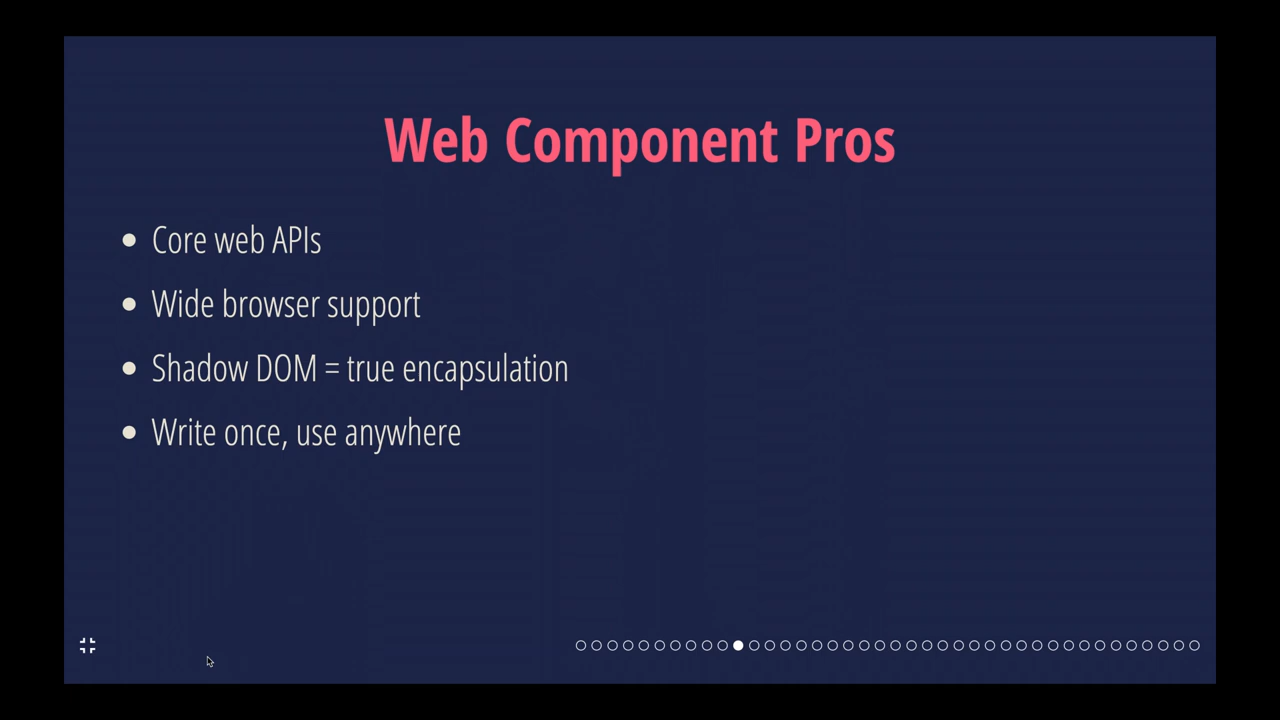 Web Component Pros
Core web APIs
Wide browser support
Shadow DOM = true encapsulation
Write once, use anywhere